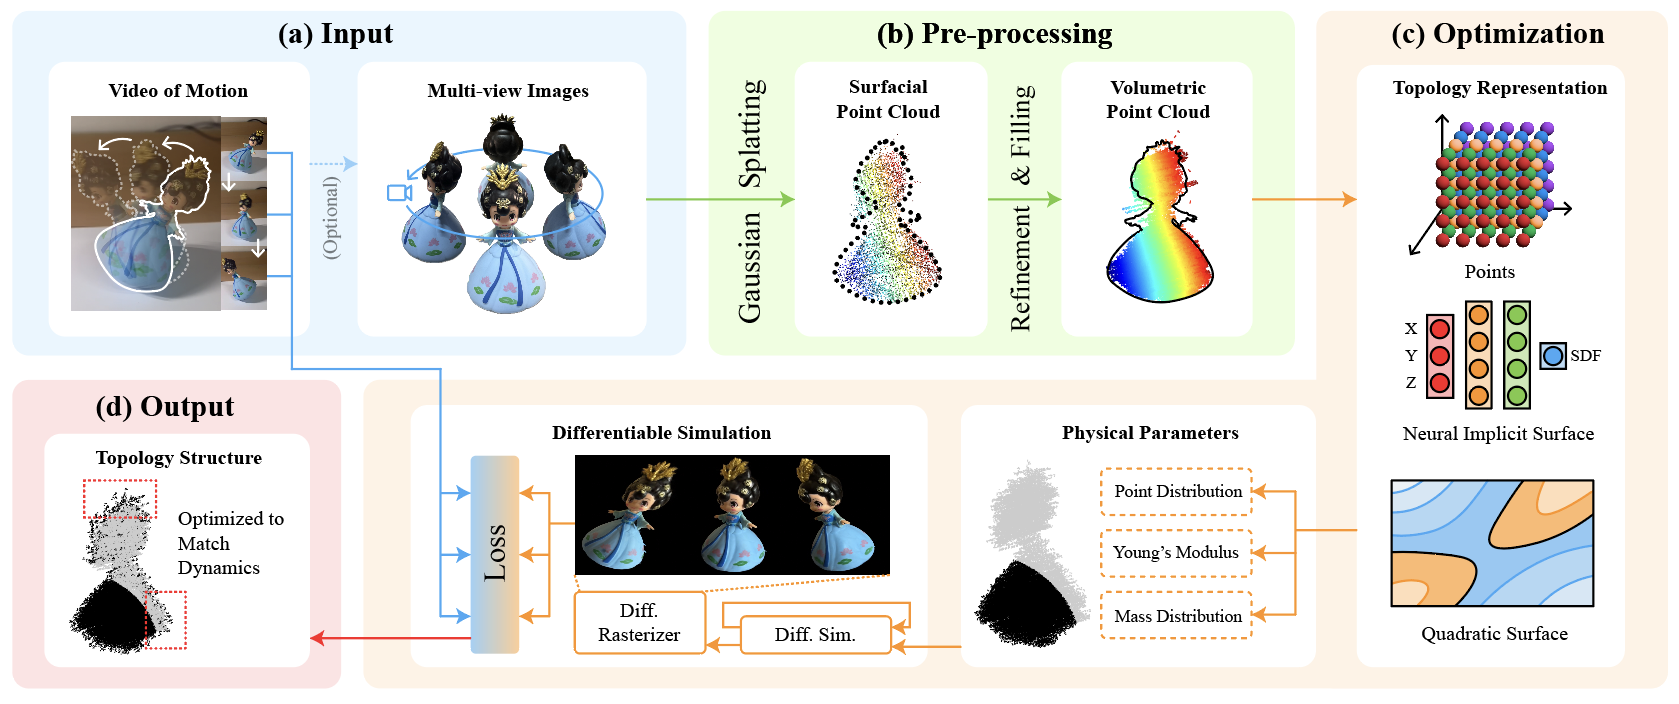 (a) Input
Video of Motion
(Optional)
Multi-view Images
(b) Pre-processing
Gaussian Splatting
Surfacial
Point Cloud
Refinement & Filling
Volumetric
Point Cloud
(c) Optimization
Topology Representation
Points
X
Y
Z
SDF
Neural Implicit Surface
Quadratic Surface
Physical Parameters
Point Distribution
Young's Modulus
Mass Distribution
Differentiable Simulation
Loss
Diff.
Rasterizer
Diff. Sim.
(d) Output
Topology Structure
Optimized to
Match
Dynamics